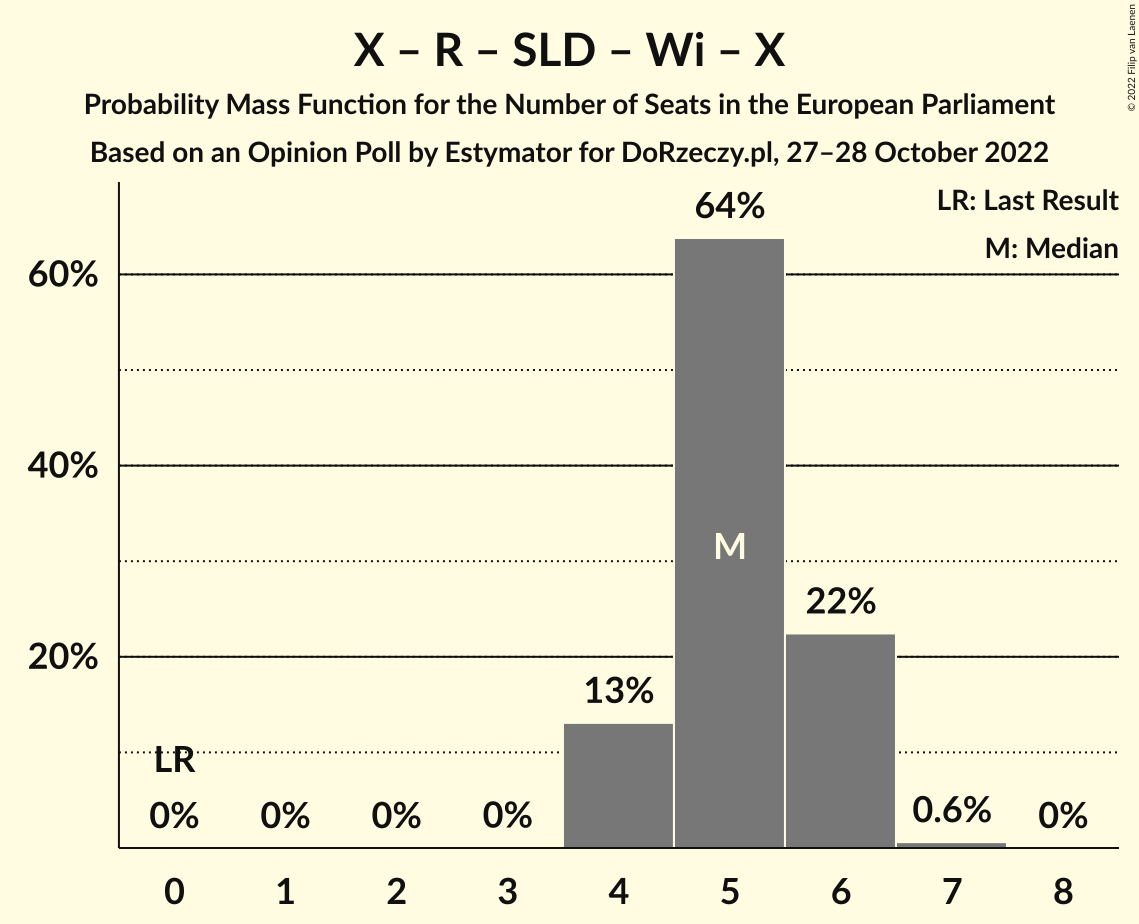 X – R – SLD – Wi – X
Probability Mass Function for the Number of Seats in the European Parliament
Based on an Opinion Poll by Estymator for DoRzeczy.pl, 27–28 October 2022
© 2022 Filip van Laenen
LR: Last Result
M: Median
60%
40%
20%
64%
M
22%
13%
LR
0%
0%
0%
0%
0.6%
0%
0 1 2 3 4 5 6 7 8